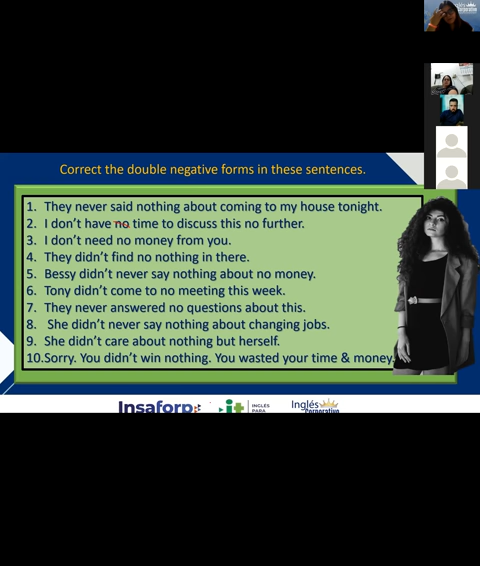 Correct the double negative forms in these sentences.
1. They never said nothing about coming to my house tonight.
2. I don't have no time to discuss this no further.
3. I don't need no money from you.
4. They didn't find no nothing in there.
5. Bessy didn't never say nothing about no money.
6. Tony didn't come to no meeting this week.
7. They never answered no questions about this.
8. She didn't never say nothing about changing jobs.
9. She didn't care about nothing but herself.
10.Sorry. You didn't win nothing. You wasted your time & money.
Insaforp
it
INGLÉS
PARA
Inglés
Corporativo